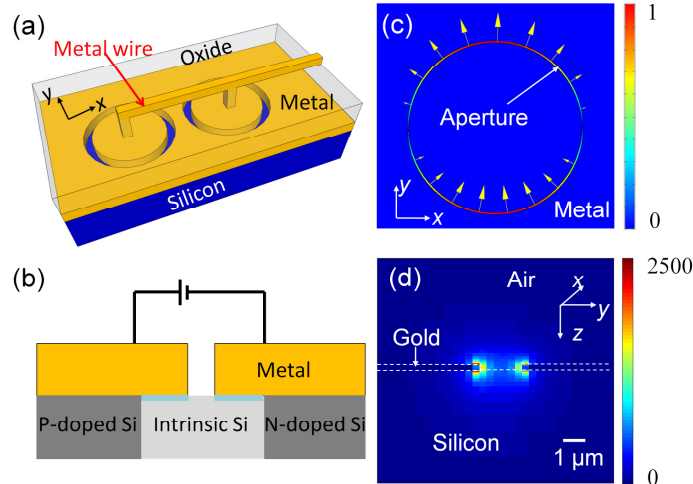 (a)
Metal wire
Oxide
y
x
Metal
Silicon
(b)
Metal
P-doped Si
Intrinsic Si
N-doped Si
(c)
1
Aperture
y
x
Metal
0
(d)
2500
Air
x
y
z
Gold
Silicon
1 μm
0